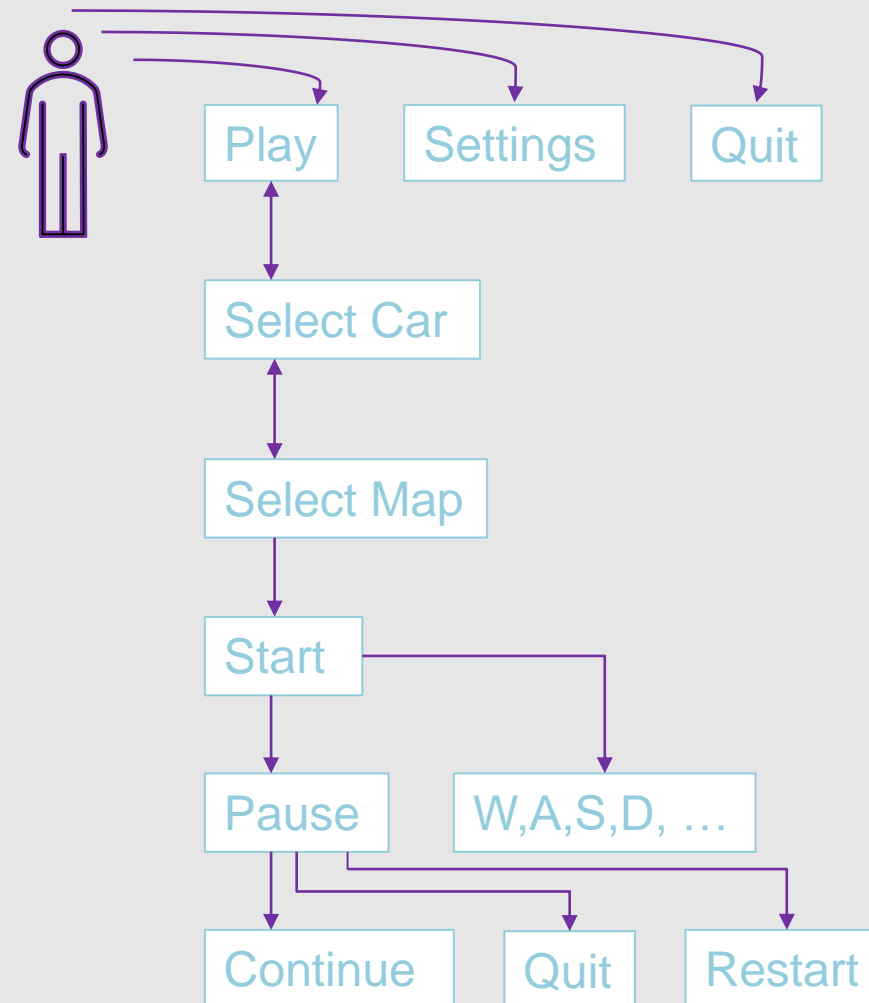 Play
Settings
Quit
Select Car
Select Map
Start
Pause
W,A,S,D, …
Continue
Quit
Restart